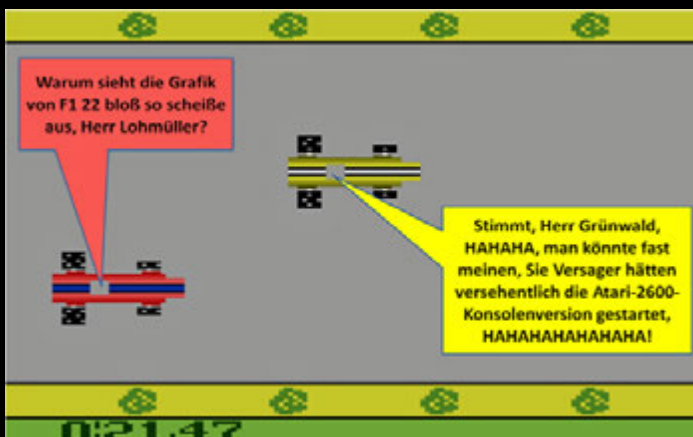 Warum sieht die Grafik
von F1 22 bloß so scheiße
aus, Herr Lohmüller?
Stimmt, Herr Grünwald,
HAHAHA, man könnte fast
meinen, Sie Versager hätten
versehentlich die Atari-2600-
Konsolenversion gestartet,
HAHAHAHAHAHAHA!
0:21.47